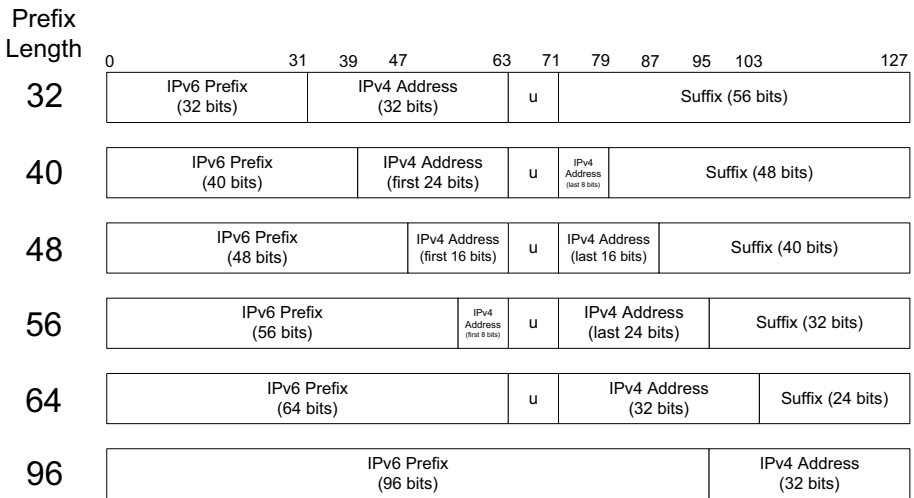 Prefix
Length
0 31 39 47 63 71 79 87 95 103 127
32
IPv6 Prefix
(32 bits)
IPv4 Address
(32 bits)
u
Suffix (56 bits)
40
IPv6 Prefix
(40 bits)
IPv4 Address
(first 24 bits)
u
IPv4
Address
(last 8 bits)
Suffix (48 bits)
48
IPv6 Prefix
(48 bits)
IPv4 Address
(first 16 bits)
u
IPv4 Address
(last 16 bits)
Suffix (40 bits)
56
IPv6 Prefix
(56 bits)
IPv4
Address
(first 8 bits)
u
IPv4 Address
(last 24 bits)
Suffix (32 bits)
64
IPv6 Prefix
(64 bits)
u
IPv4 Address
(32 bits)
Suffix (24 bits)
96
IPv6 Prefix
(96 bits)
IPv4 Address
(32 bits)